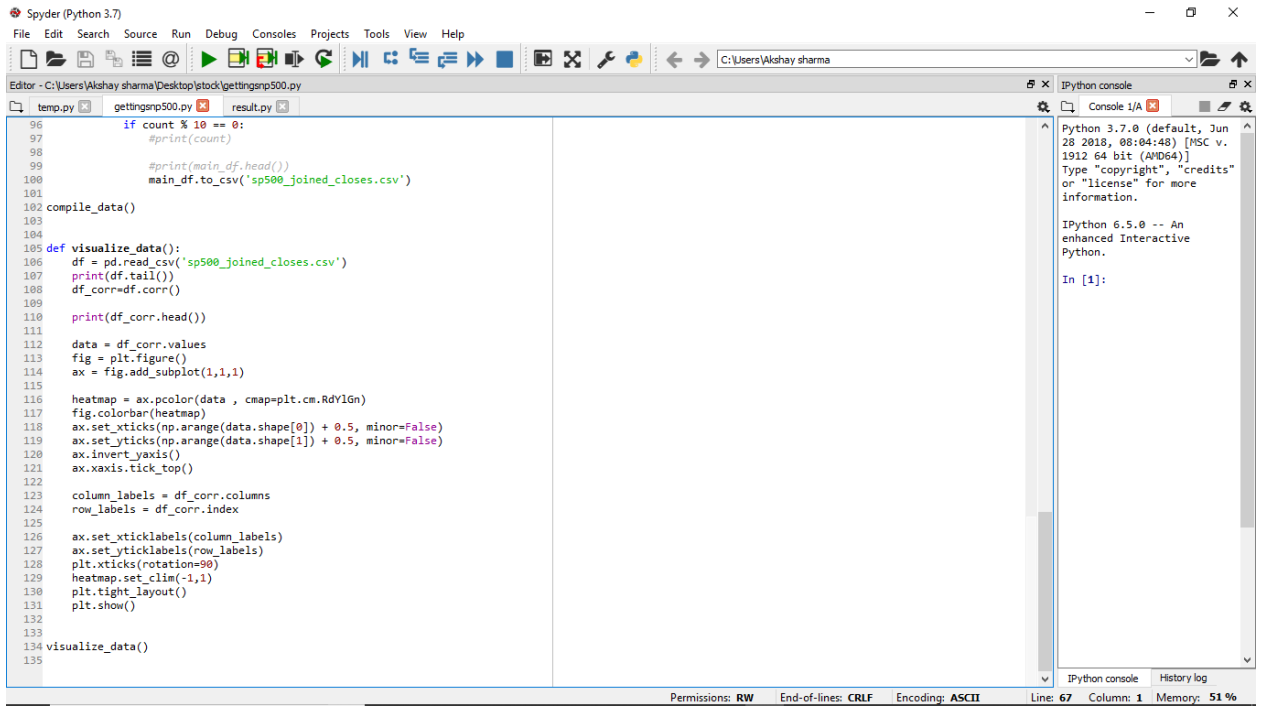 Spyder (Python 3.7)
File Edit Search Source Run Debug Consoles Projects Tools View Help
C:\Users\Akshay sharma
Editor - C:\Users\Akshay sharma\Desktop\stock\gettingsnp500.py
temp.py gettingsnp500.py result.py
96 if count % 10 == 0:
97 #print(count)
98
99 #print(main_df.head())
100 main_df.to_csv('sp500_joined_closes.csv')
101
102 compile_data()
103
104
105 def visualize_data():
106 df = pd.read_csv('sp500_joined_closes.csv')
107 print(df.tail())
108 df_corr=df.corr()
109
110 print(df_corr.head())
111
112 data = df_corr.values
113 fig = plt.figure()
114 ax = fig.add_subplot(1,1,1)
115
116 heatmap = ax.pcolor(data , cmap=plt.cm.RdYlGn)
117 fig.colorbar(heatmap)
118 ax.set_xticks(np.arange(data.shape[0]) + 0.5, minor=False)
119 ax.set_yticks(np.arange(data.shape[1]) + 0.5, minor=False)
120 ax.invert_yaxis()
121 ax.xaxis.tick_top()
122
123 column_labels = df_corr.columns
124 row_labels = df_corr.index
125
126 ax.set_xticklabels(column_labels)
127 ax.set_yticklabels(row_labels)
128 plt.xticks(rotation=90)
129 heatmap.set_clim(-1,1)
130 plt.tight_layout()
131 plt.show()
132
133
134 visualize_data()
135
IPython console
Console 1/A
Python 3.7.0 (default, Jun
28 2018, 08:04:48) [MSC v.
1912 64 bit (AMD64)]
Type "copyright", "credits"
or "license" for more
information.
IPython 6.5.0 -- An
enhanced Interactive
Python.
In [1]:
IPython console History log
Permissions: RW End-of-lines: CRLF Encoding: ASCII Line: 67 Column: 1 Memory: 51 %